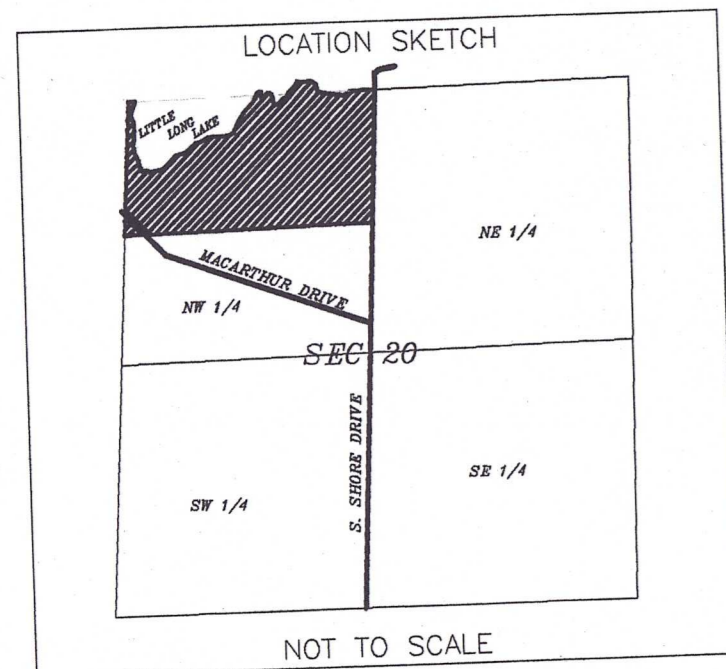 LOCATION SKETCH
LITTLE
LONG
LAKE
NE 1/4
MACARTHUR DRIVE
NW 1/4
SEC 20
S. SHORE DRIVE
SE 1/4
SW 1/4
NOT TO SCALE